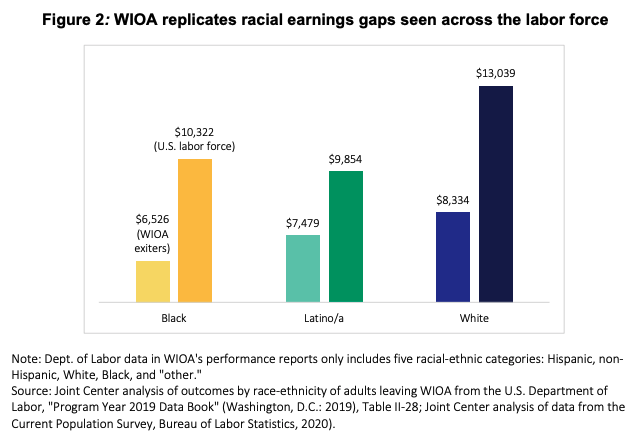 Figure 2: WIOA replicates racial earnings gaps seen across the labor force
$13,039
$10,322
(U.S. labor force)
$9,854
$8,334
$6,526
(WIOA
exiters)
$7,479
Black
Latino/a
White
Note: Dept. of Labor data in WIOA's performance reports only includes five racial-ethnic categories: Hispanic, non-
Hispanic, White, Black, and "other."
Source: Joint Center analysis of outcomes by race-ethnicity of adults leaving WIOA from the U.S. Department of
Labor, "Program Year 2019 Data Book" (Washington, D.C.: 2019), Table II-28; Joint Center analysis of data from the
Current Population Survey, Bureau of Labor Statistics, 2020).